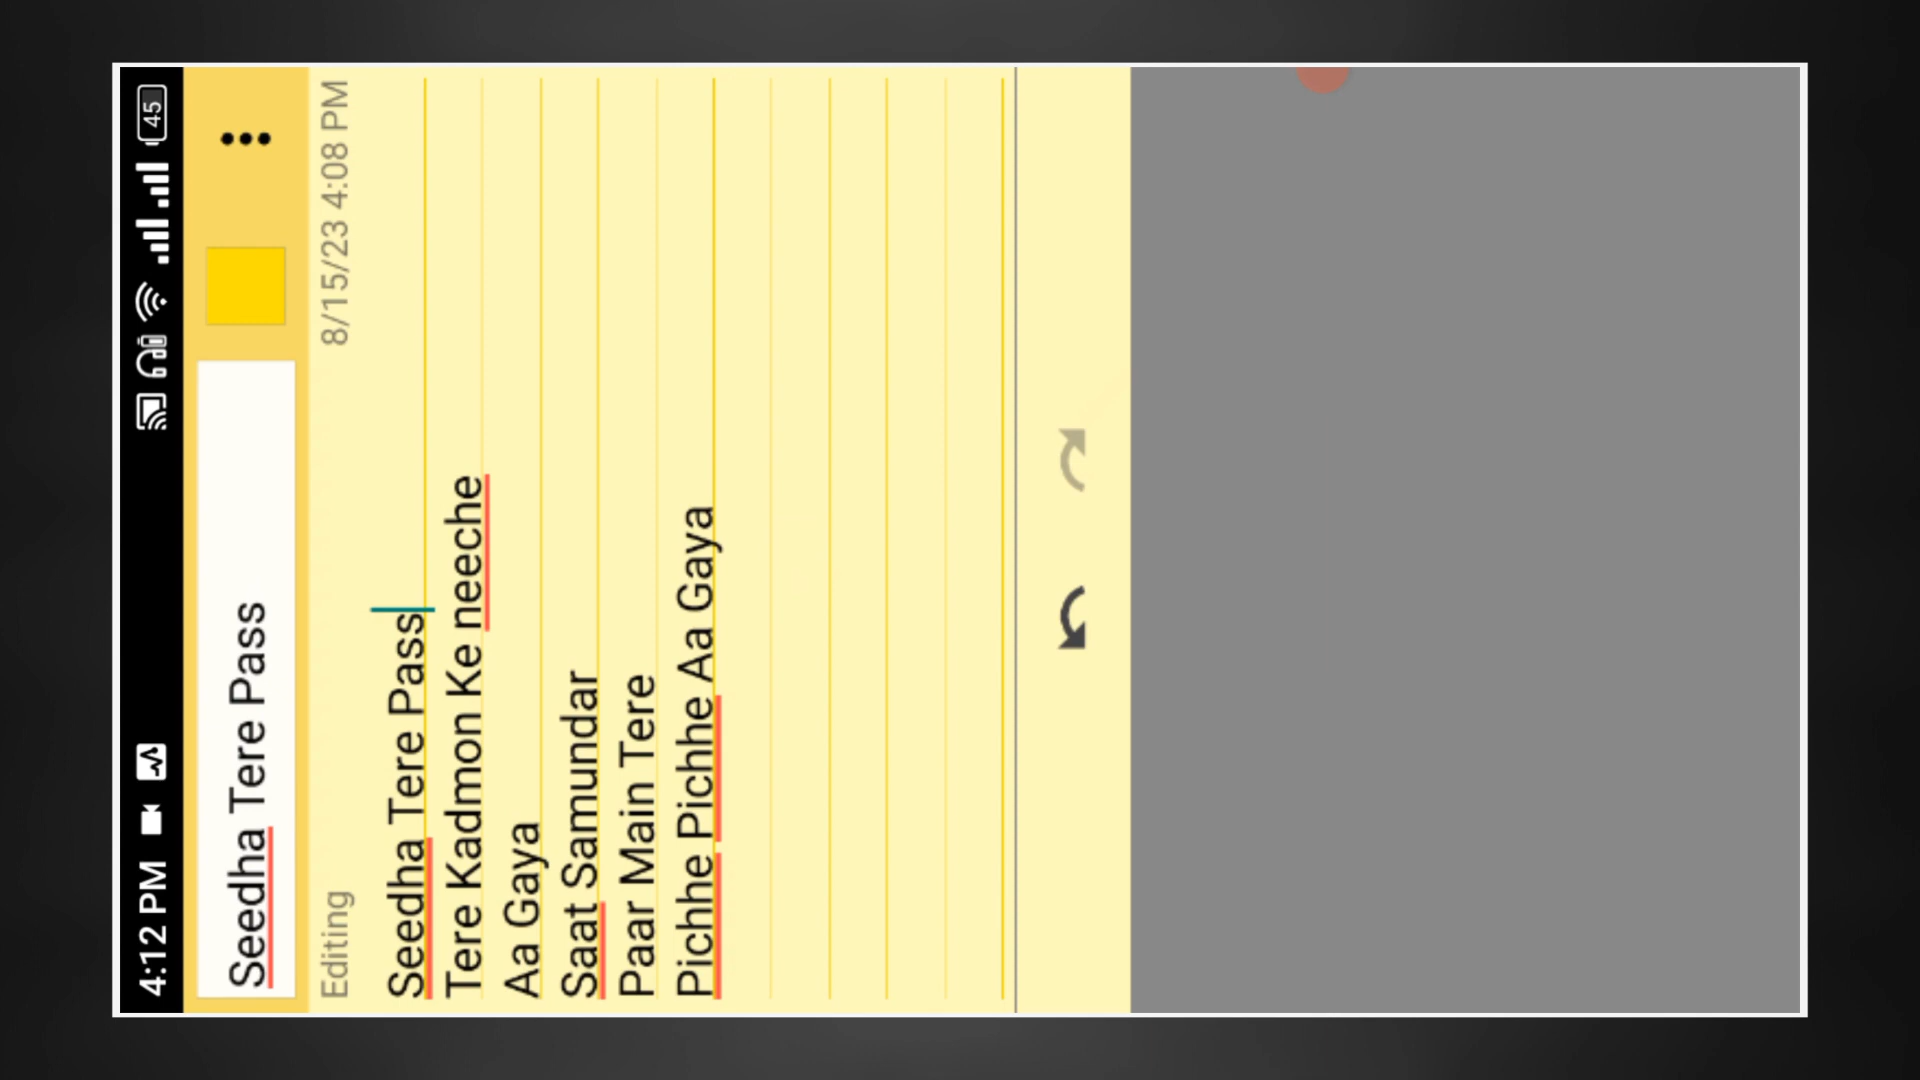 4:12 PM 45
Seedha Tere Pass
Editing 8/15/23 4:08 PM
Seedha Tere Pass
Tere Kadmon Ke neeche
Aa Gaya
Saat Samundar
Paar Main Tere
Pichhe Pichhe Aa Gaya